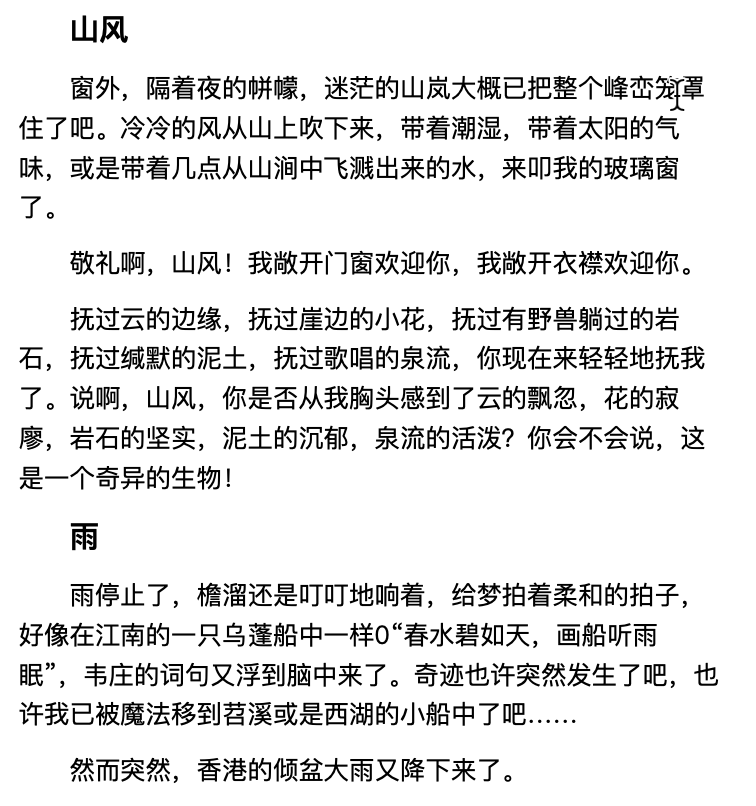 山风
窗外，隔着夜的帡幪，迷茫的山岚大概已把整个峰峦笼罩
住了吧。冷冷的风从山上吹下来，带着潮湿，带着太阳的气
味，或是带着几点从山涧中飞溅出来的水，来叩我的玻璃窗
了。
敬礼啊，山风！我敞开门窗欢迎你，我敞开衣襟欢迎你。
抚过云的边缘，抚过崖边的小花，抚过有野兽躺过的岩
石，抚过缄默的泥土，抚过歌唱的泉流，你现在来轻轻地抚我
了。说啊，山风，你是否从我胸头感到了云的飘忽，花的寂
廖，岩石的坚实，泥土的沉郁，泉流的活泼？你会不会说，这
是一个奇异的生物！
雨
雨停止了，檐溜还是叮叮地响着，给梦拍着柔和的拍子，
好像在江南的一只乌蓬船中一样0“春水碧如天，画船听雨
眠”，韦庄的词句又浮到脑中来了。奇迹也许突然发生了吧，也
许我已被魔法移到苕溪或是西湖的小船中了吧……
然而突然，香港的倾盆大雨又降下来了。